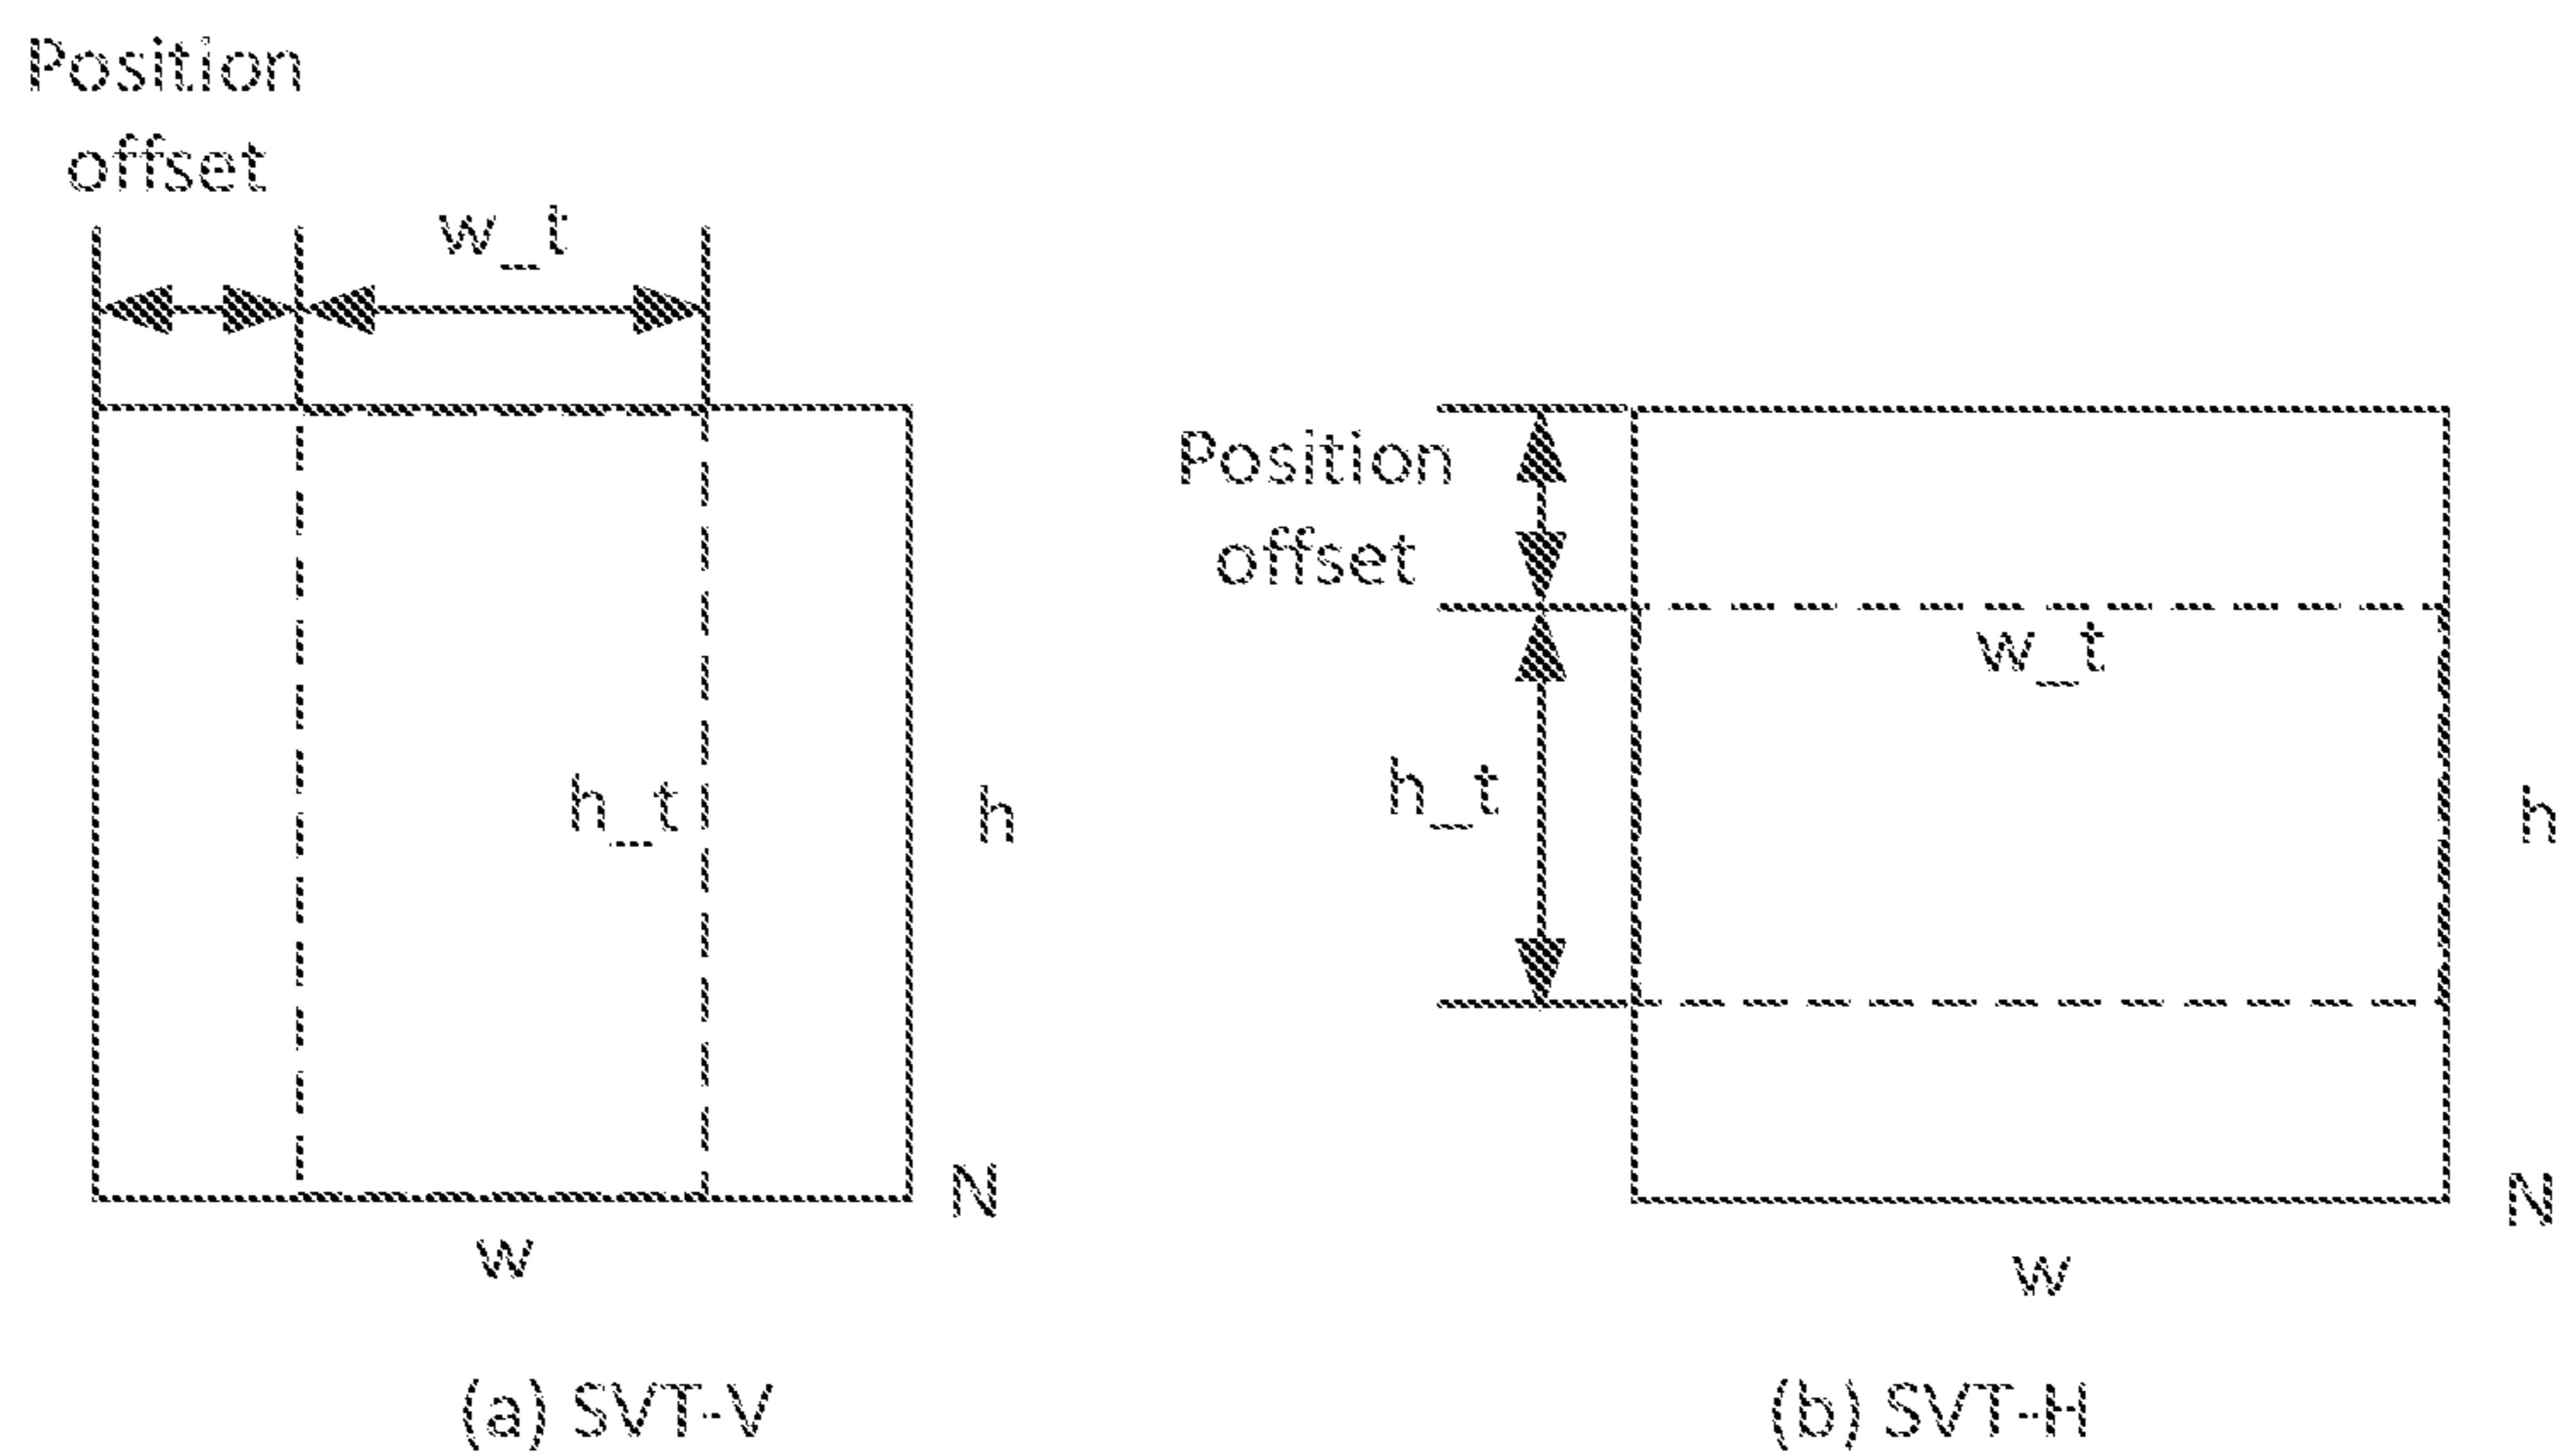 Position
offset
w_t
h_t
h
N
w
(a) SVT-V
Position
offset
w_t
h_t
h
N
w
(b) SVT-H